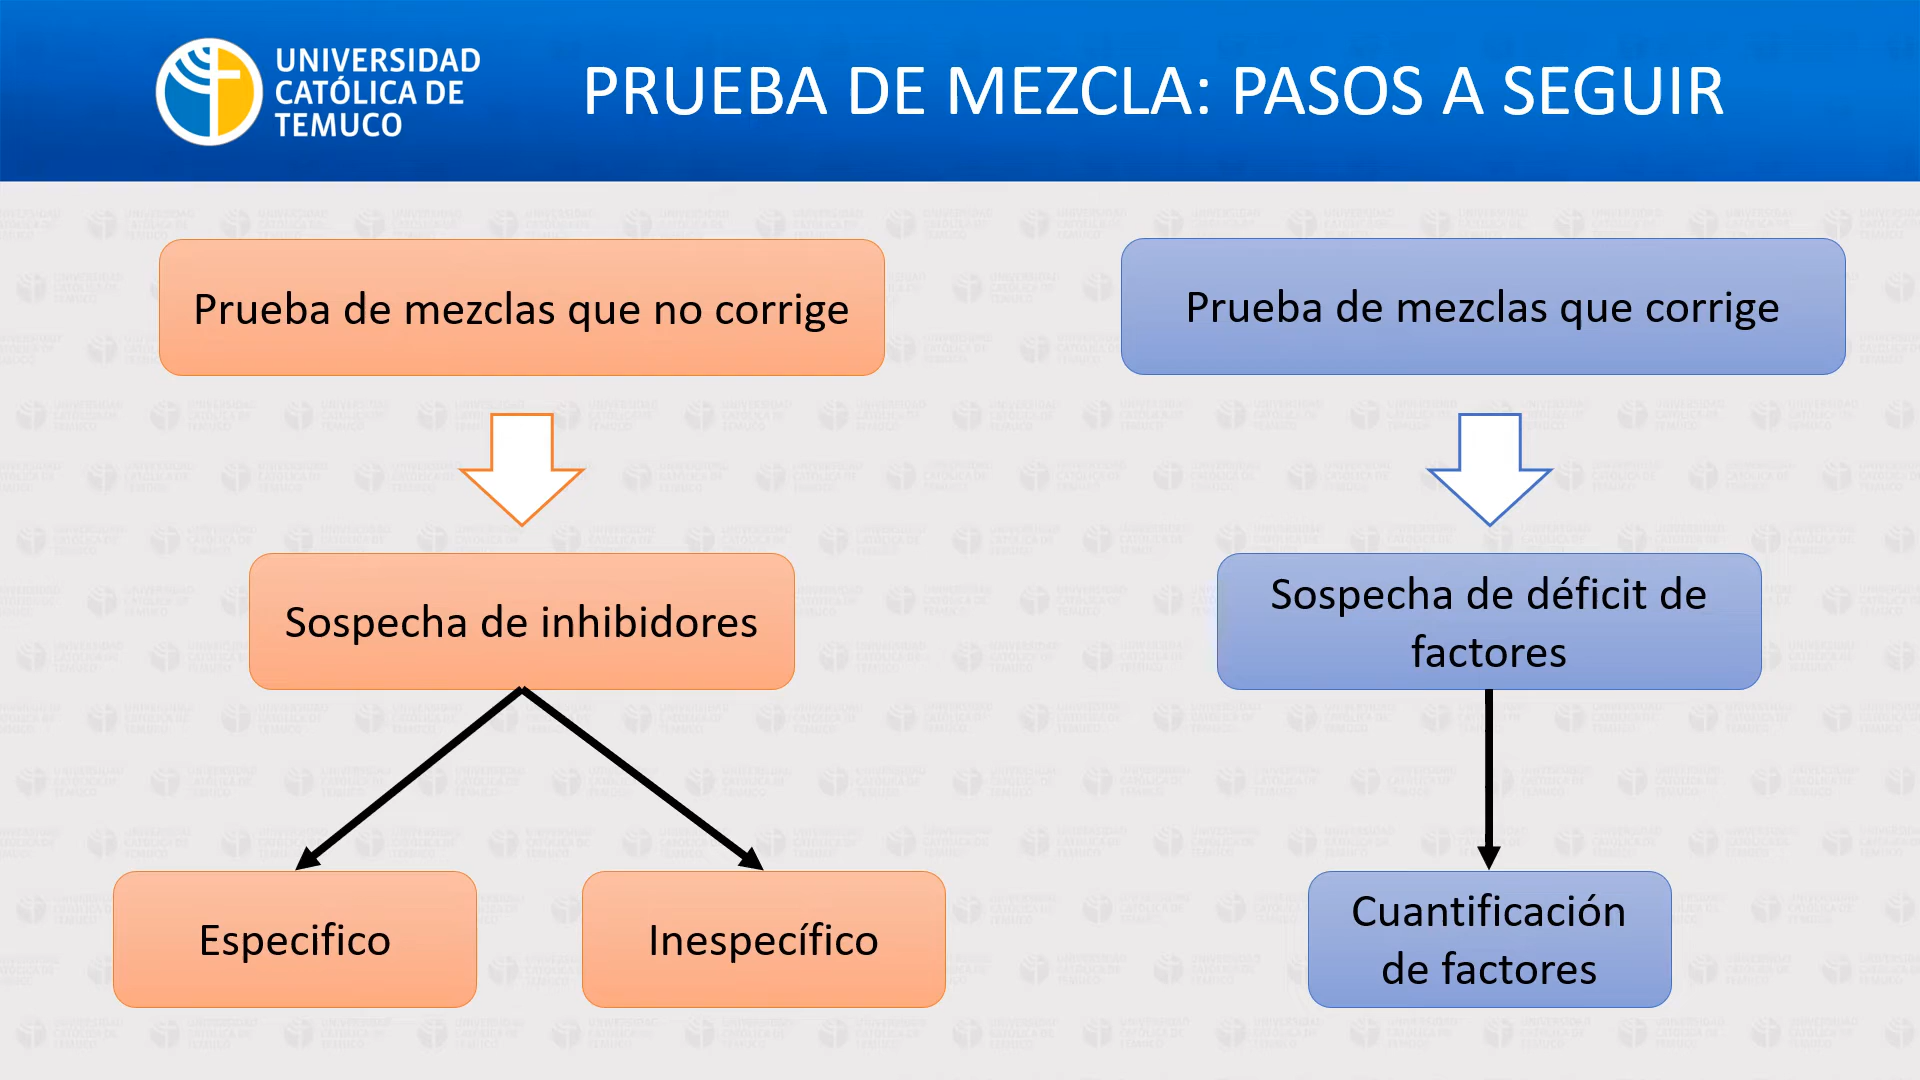 UNIVERSIDAD
CATÓLICA DE
TEMUCO
PRUEBA DE MEZCLA: PASOS A SEGUIR
Prueba de mezclas que no corrige
Prueba de mezclas que corrige
Sospecha de inhibidores
Sospecha de déficit de
factores
Especifico
Inespecífico
Cuantificación
de factores